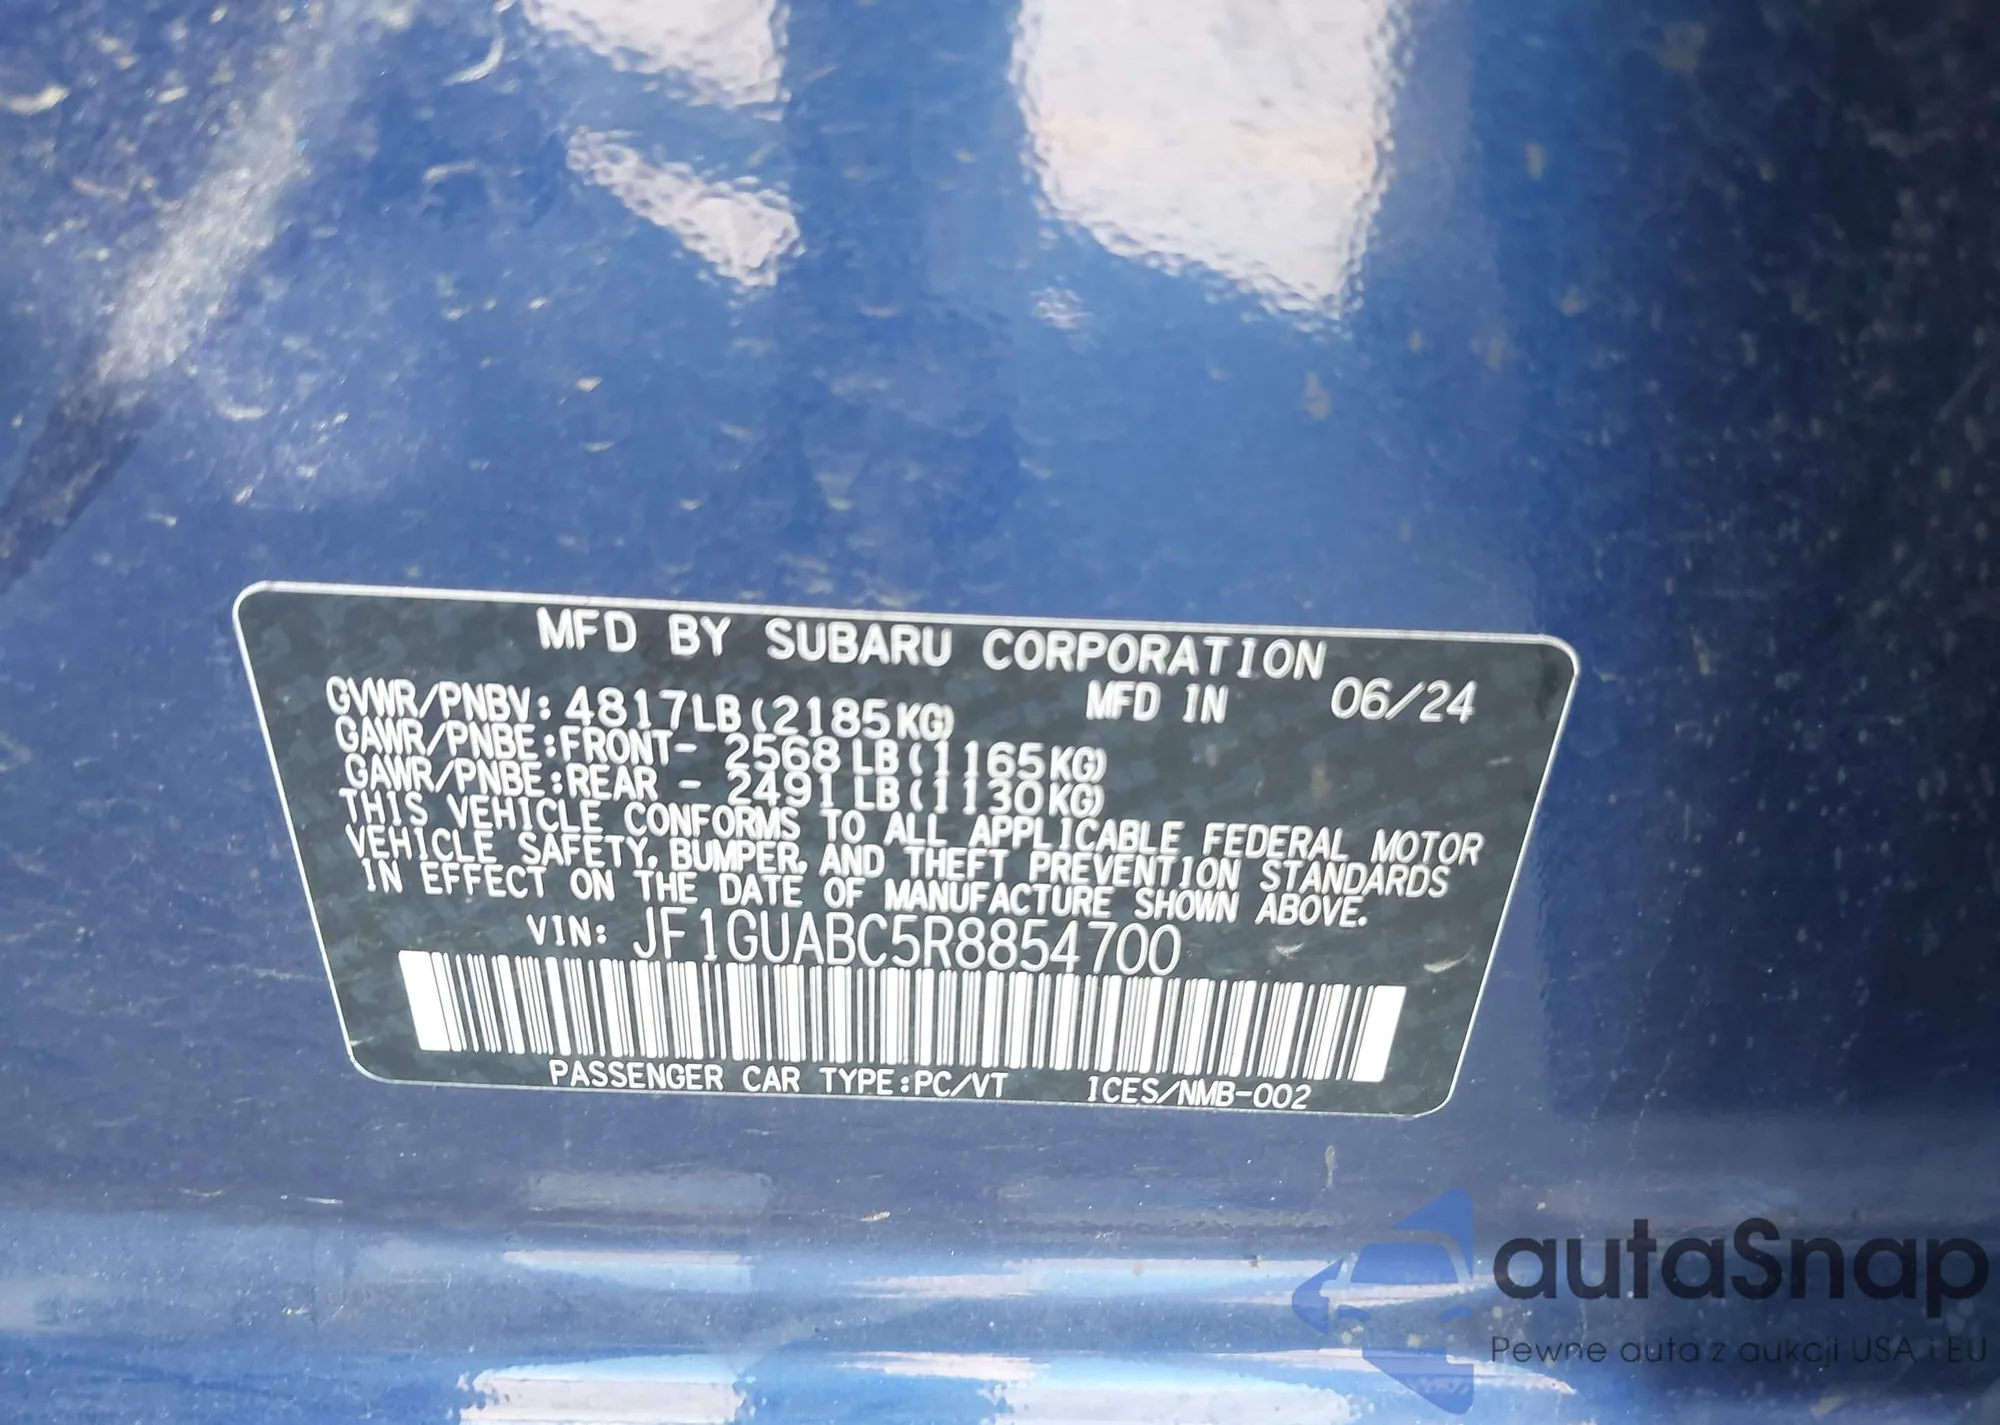 MFD BY SUBARU CORPORATION
GVWR/PNBV: 4817LB(2185KG) MFD IN 06/24
GAWR/PNBE:FRONT- 2568LB(1165KG)
GAWR/PNBE:REAR - 2491LB(1130KG)
THIS VEHICLE CONFORMS TO ALL APPLICABLE FEDERAL MOTOR
VEHICLE SAFETY, BUMPER, AND THEFT PREVENTION STANDARDS
IN EFFECT ON THE DATE OF MANUFACTURE SHOWN ABOVE.
VIN: JF1GUABC5R8854700
PASSENGER CAR TYPE:PC/VT ICES/NMB-002
autaSnap
Pewne auta z aukcji USA i EU